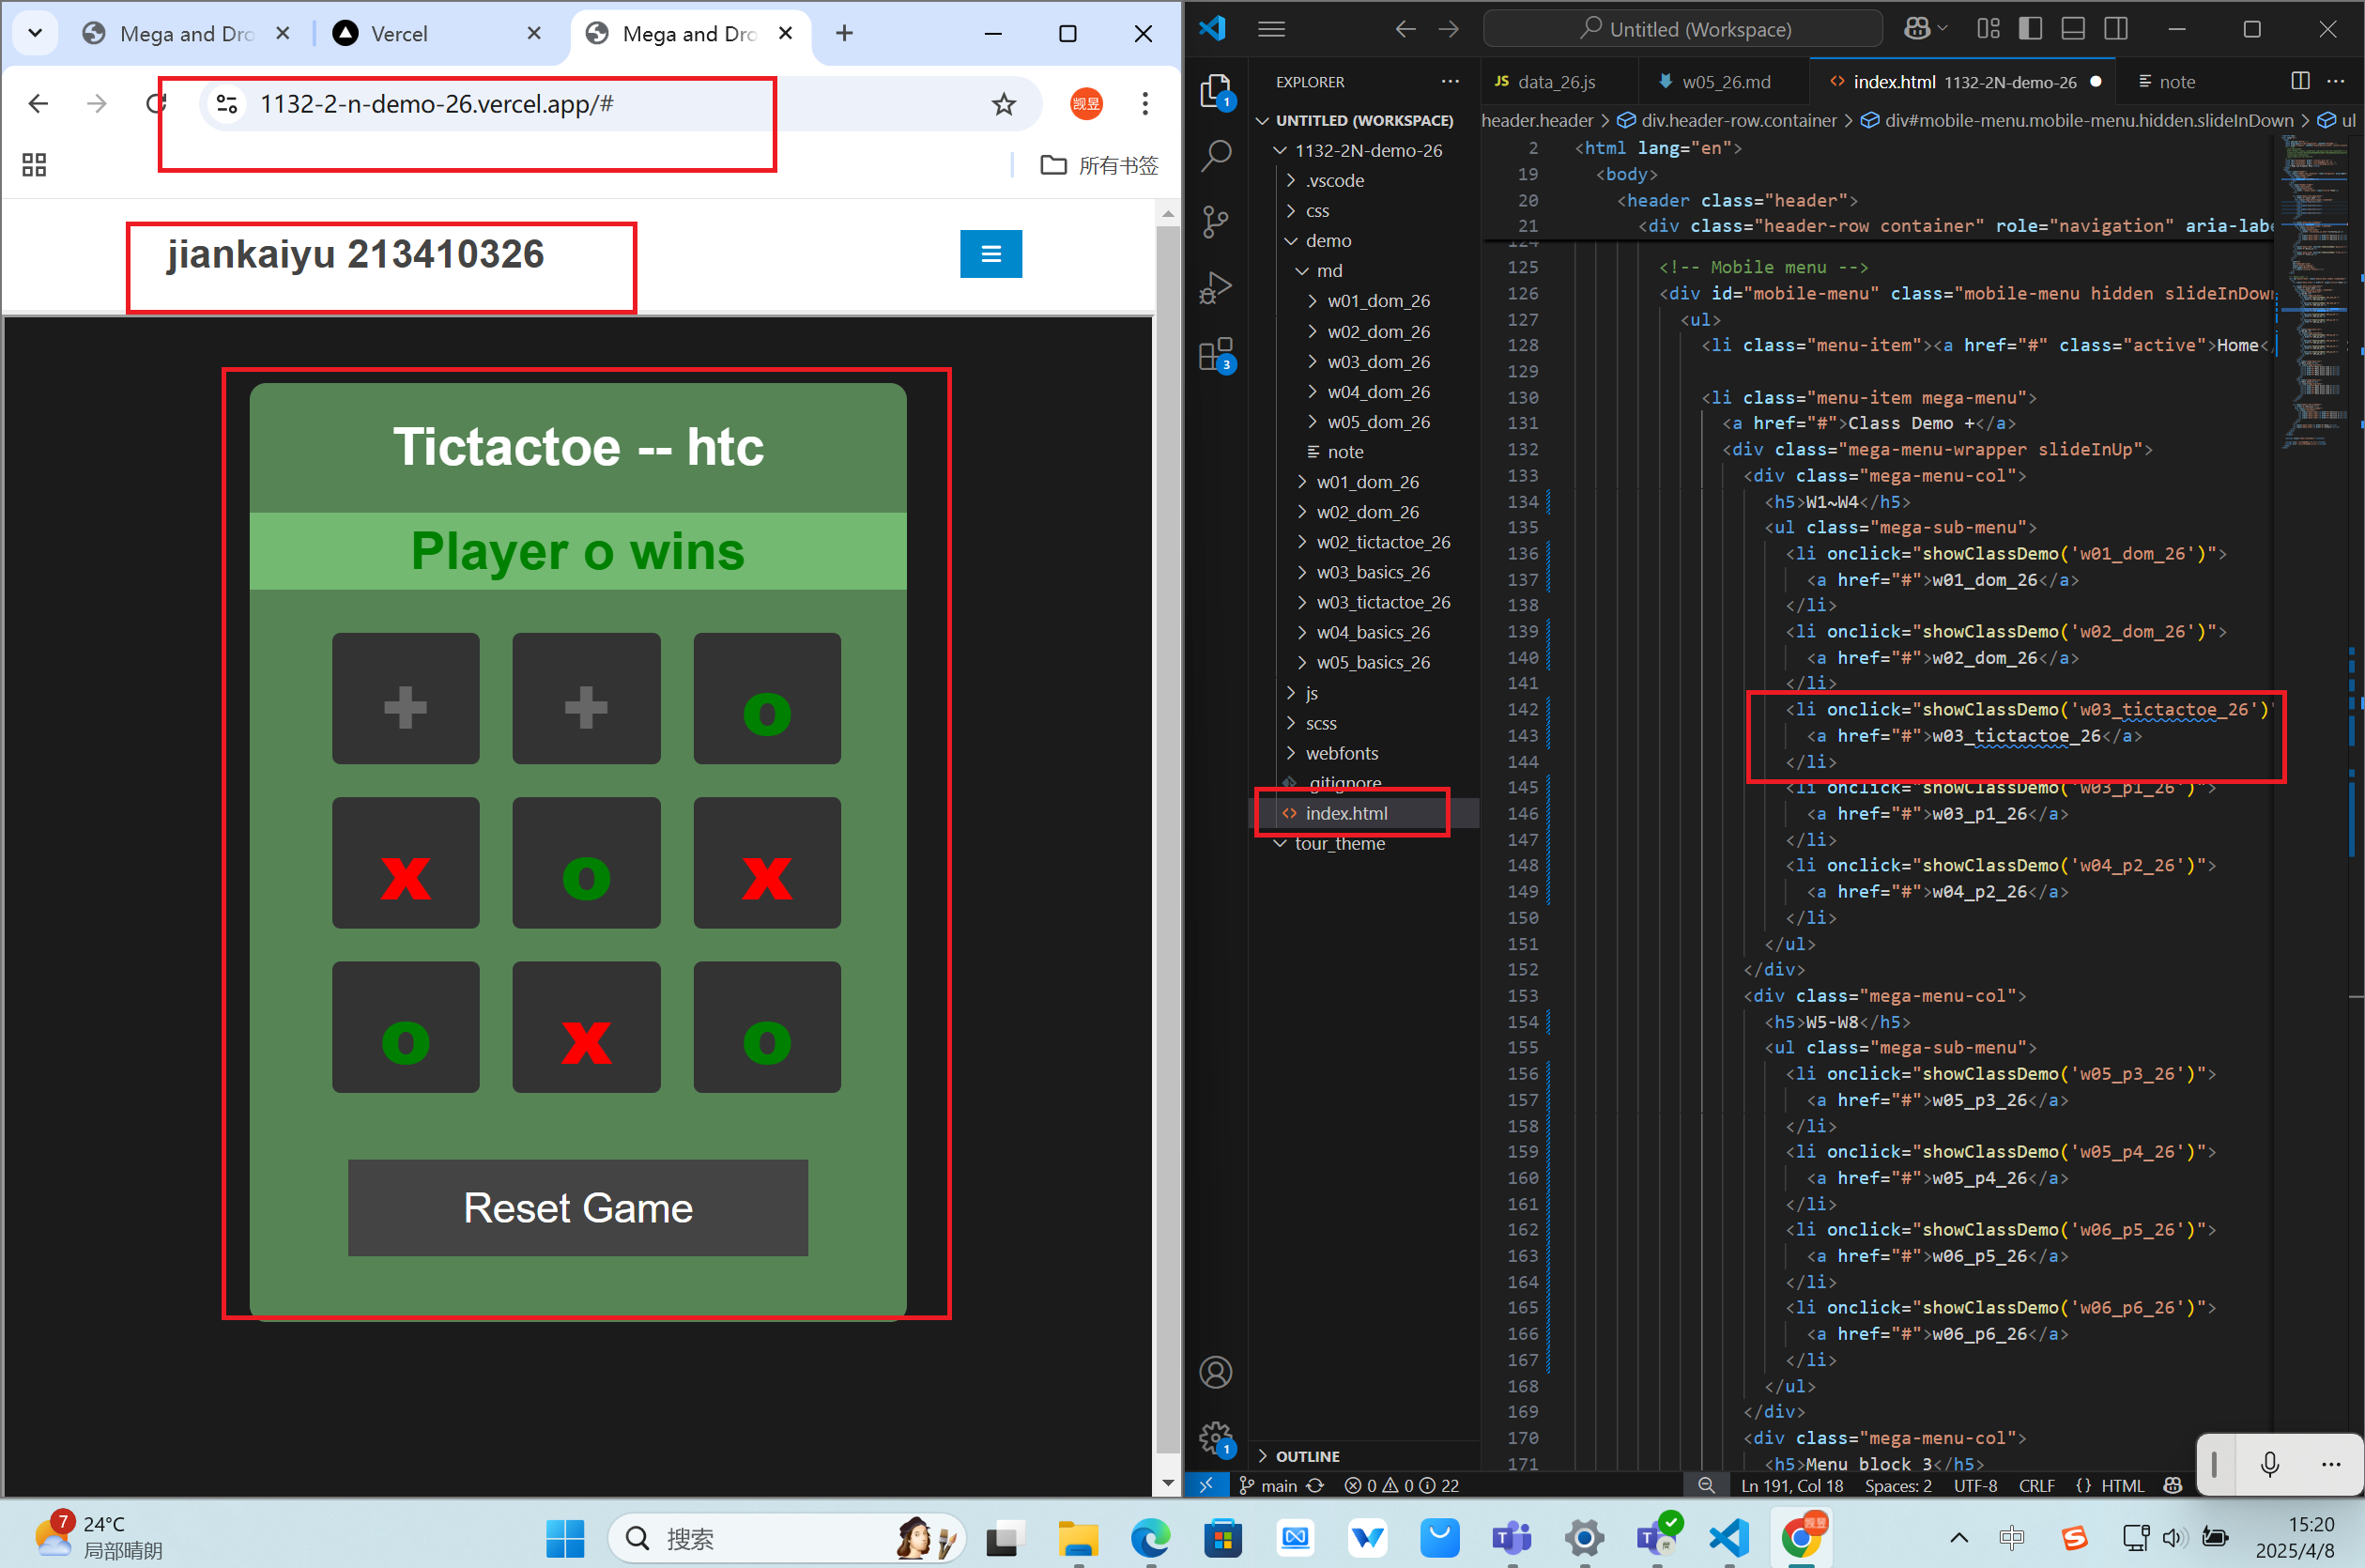 Mega and Dro
Vercel
Mega and Dro
1132-2-n-demo-26.vercel.app/#
凯昱
所有书签
jiankaiyu 213410326
Tictactoe -- htc
Player o wins
+ + o
x o x
o x o
Reset Game
Untitled (Workspace)
EXPLORER
JS data_26.js
w05_26.md
index.html 1132-2N-demo-26
note
header.header > div.header-row.container > div#mobile-menu.mobile-menu.hidden.slideInDown > ul
UNTITLED (WORKSPACE)
1132-2N-demo-26
.vscode
css
demo
md
w01_dom_26
w02_dom_26
w03_dom_26
w04_dom_26
w05_dom_26
note
w01_dom_26
w02_dom_26
w02_tictactoe_26
w03_basics_26
w03_tictactoe_26
w04_basics_26
w05_basics_26
js
scss
webfonts
.gitignore
index.html
tour_theme
OUTLINE
1
3
1
2 <html lang="en">
19 <body>
20 <header class="header">
21 <div class="header-row container" role="navigation" aria-labe
124
125 <!-- Mobile menu -->
126 <div id="mobile-menu" class="mobile-menu hidden slideInDown
127 <ul>
128 <li class="menu-item"><a href="#" class="active">Home</
129
130 <li class="menu-item mega-menu">
131 <a href="#">Class Demo +</a>
132 <div class="mega-menu-wrapper slideInUp">
133 <div class="mega-menu-col">
134 <h5>W1~W4</h5>
135 <ul class="mega-sub-menu">
136 <li onclick="showClassDemo('w01_dom_26')">
137 <a href="#">w01_dom_26</a>
138 </li>
139 <li onclick="showClassDemo('w02_dom_26')">
140 <a href="#">w02_dom_26</a>
141 </li>
142 <li onclick="showClassDemo('w03_tictactoe_26')"
143 <a href="#">w03_tictactoe_26</a>
144 </li>
145 <li onclick="showClassDemo('w03_p1_26')">
146 <a href="#">w03_p1_26</a>
147 </li>
148 <li onclick="showClassDemo('w04_p2_26')">
149 <a href="#">w04_p2_26</a>
150 </li>
151 </ul>
152 </div>
153 <div class="mega-menu-col">
154 <h5>W5-W8</h5>
155 <ul class="mega-sub-menu">
156 <li onclick="showClassDemo('w05_p3_26')">
157 <a href="#">w05_p3_26</a>
158 </li>
159 <li onclick="showClassDemo('w05_p4_26')">
160 <a href="#">w05_p4_26</a>
161 </li>
162 <li onclick="showClassDemo('w06_p5_26')">
163 <a href="#">w06_p5_26</a>
164 </li>
165 <li onclick="showClassDemo('w06_p6_26')">
166 <a href="#">w06_p6_26</a>
167 </li>
168 </ul>
169 </div>
170 <div class="mega-menu-col">
171 <h5>Menu block 3</h5>
main 0 0 22
Ln 191, Col 18 Spaces: 2 UTF-8 CRLF {} HTML
7
24°C
局部晴朗
搜索
中
15:20
2025/4/8